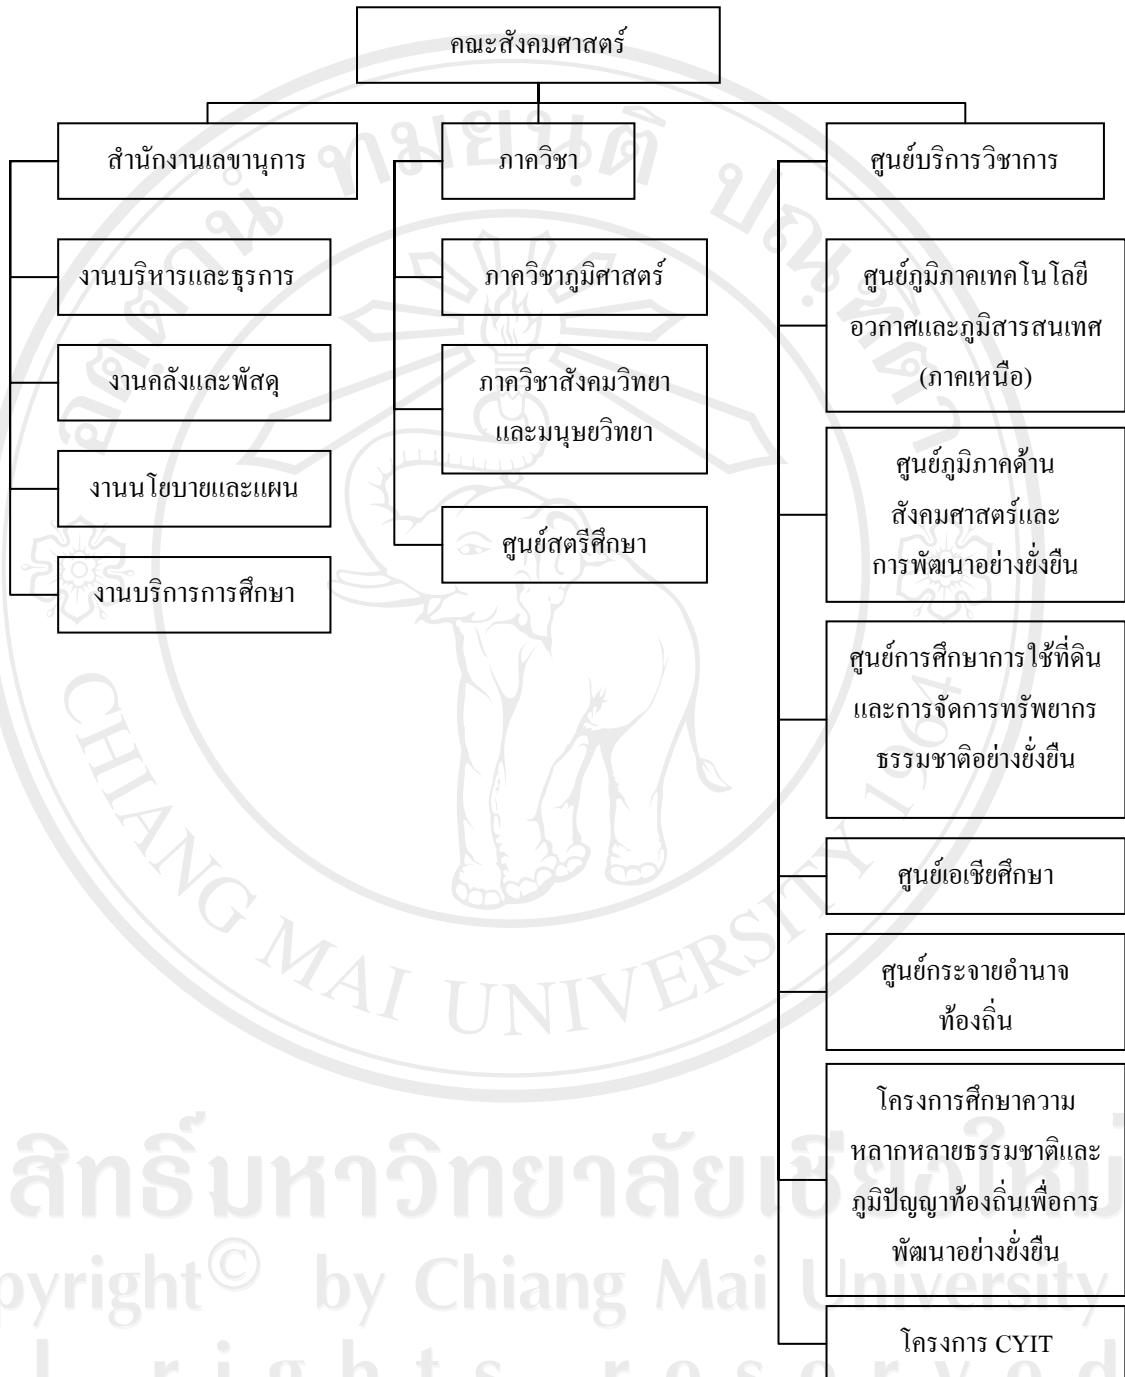 คณะสังคมศาสตร์
สำนักงานเลขานุการ
งานบริหารและธุรการ
งานคลังและพัสดุ
งานนโยบายและแผน
งานบริการการศึกษา
ภาควิชา
ภาควิชาภูมิศาสตร์
ภาควิชาสังคมวิทยา
และมนุษยวิทยา
ศูนย์สตรีศึกษา
ศูนย์บริการวิชาการ
ศูนย์ภูมิภาคเทคโนโลยี
อวกาศและภูมิสารสนเทศ
(ภาคเหนือ)
ศูนย์ภูมิภาคด้าน
สังคมศาสตร์และ
การพัฒนาอย่างยั่งยืน
ศูนย์การศึกษาการใช้ที่ดิน
และการจัดการทรัพยากร
ธรรมชาติอย่างยั่งยืน
ศูนย์เอเชียศึกษา
ศูนย์กระจายอำนาจ
ท้องถิ่น
โครงการศึกษาความ
หลากหลายธรรมชาติและ
ภูมิปัญญาท้องถิ่นเพื่อการ
พัฒนาอย่างยั่งยืน
โครงการ CYIT
อตฺตานํ ทมยนฺติ ปณฺฑิตา
CHIANG MAI UNIVERSITY 1964
สิทธิ์มหาวิทยาลัยเชียงใหม่
pyright© by Chiang Mai University
l rights reserved